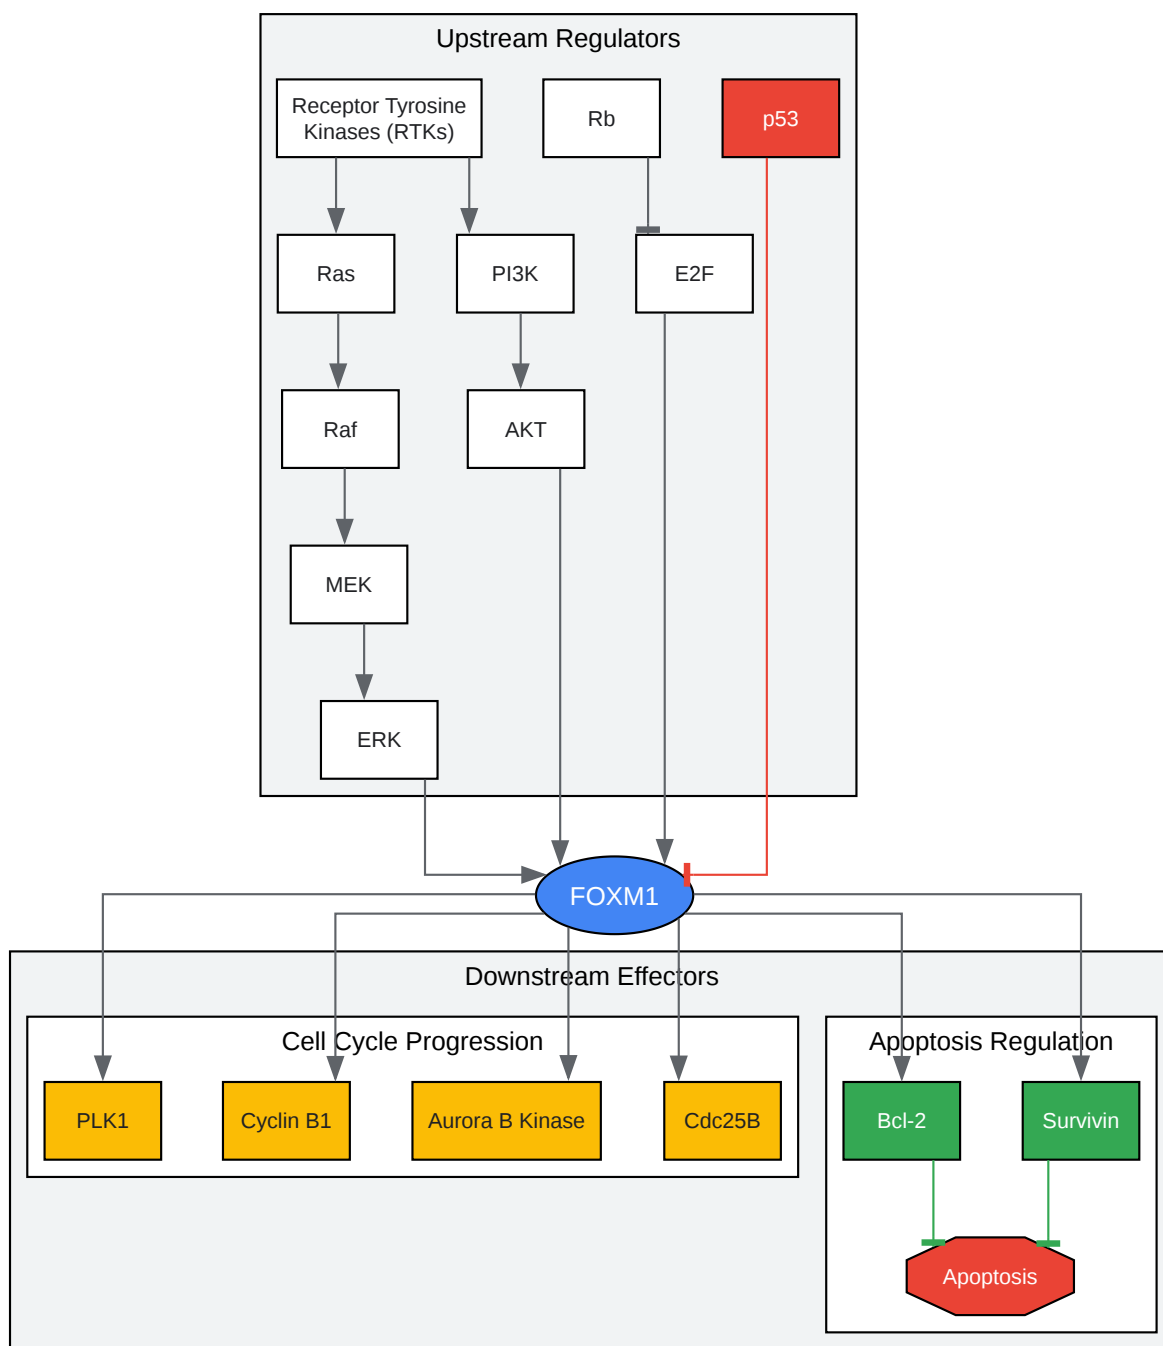 Upstream Regulators
Receptor Tyrosine
Kinases (RTKs)
Rb
p53
Ras
PI3K
E2F
Raf
AKT
MEK
ERK
FOXM1
Downstream Effectors
Cell Cycle Progression
Apoptosis Regulation
PLK1
Cyclin B1
Aurora B Kinase
Cdc25B
Bcl-2
Survivin
Apoptosis